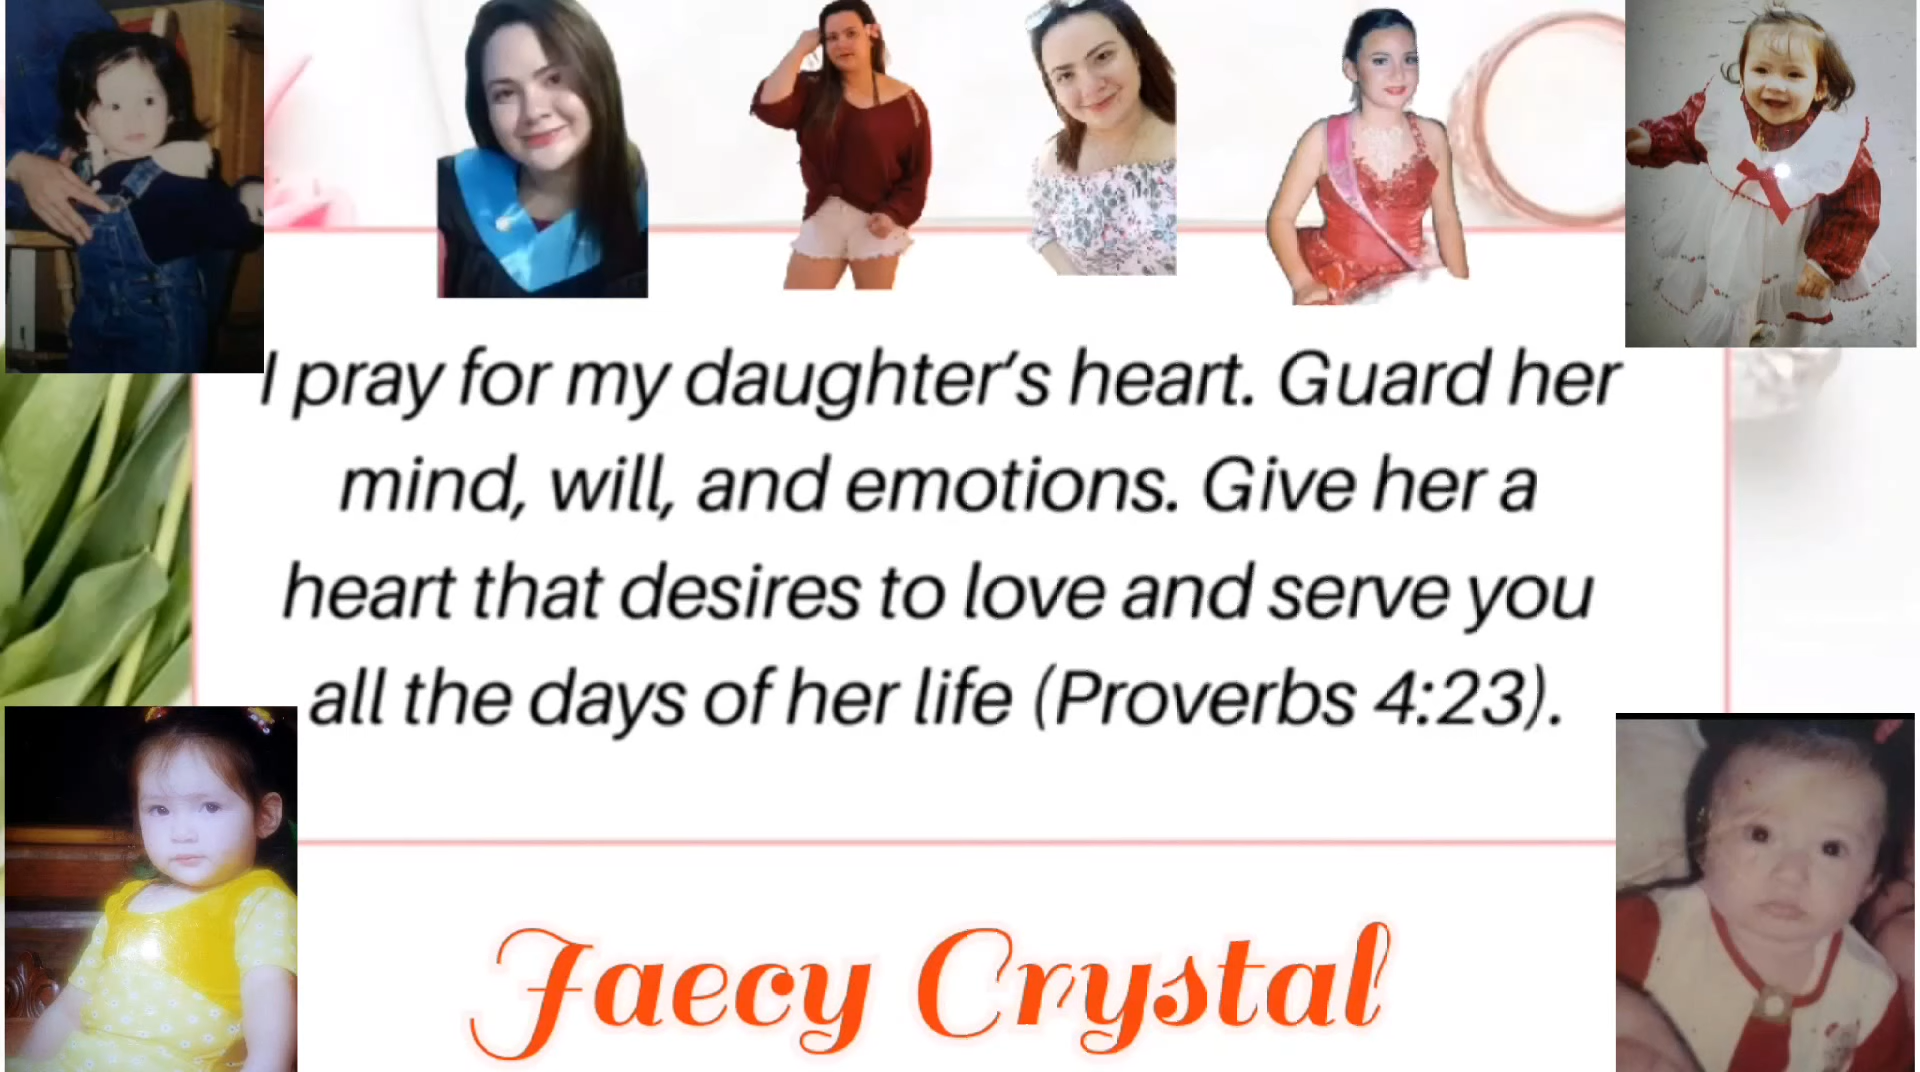 I pray for my daughter's heart. Guard her
mind, will, and emotions. Give her a
heart that desires to love and serve you
all the days of her life (Proverbs 4:23).
Faecy Crystal